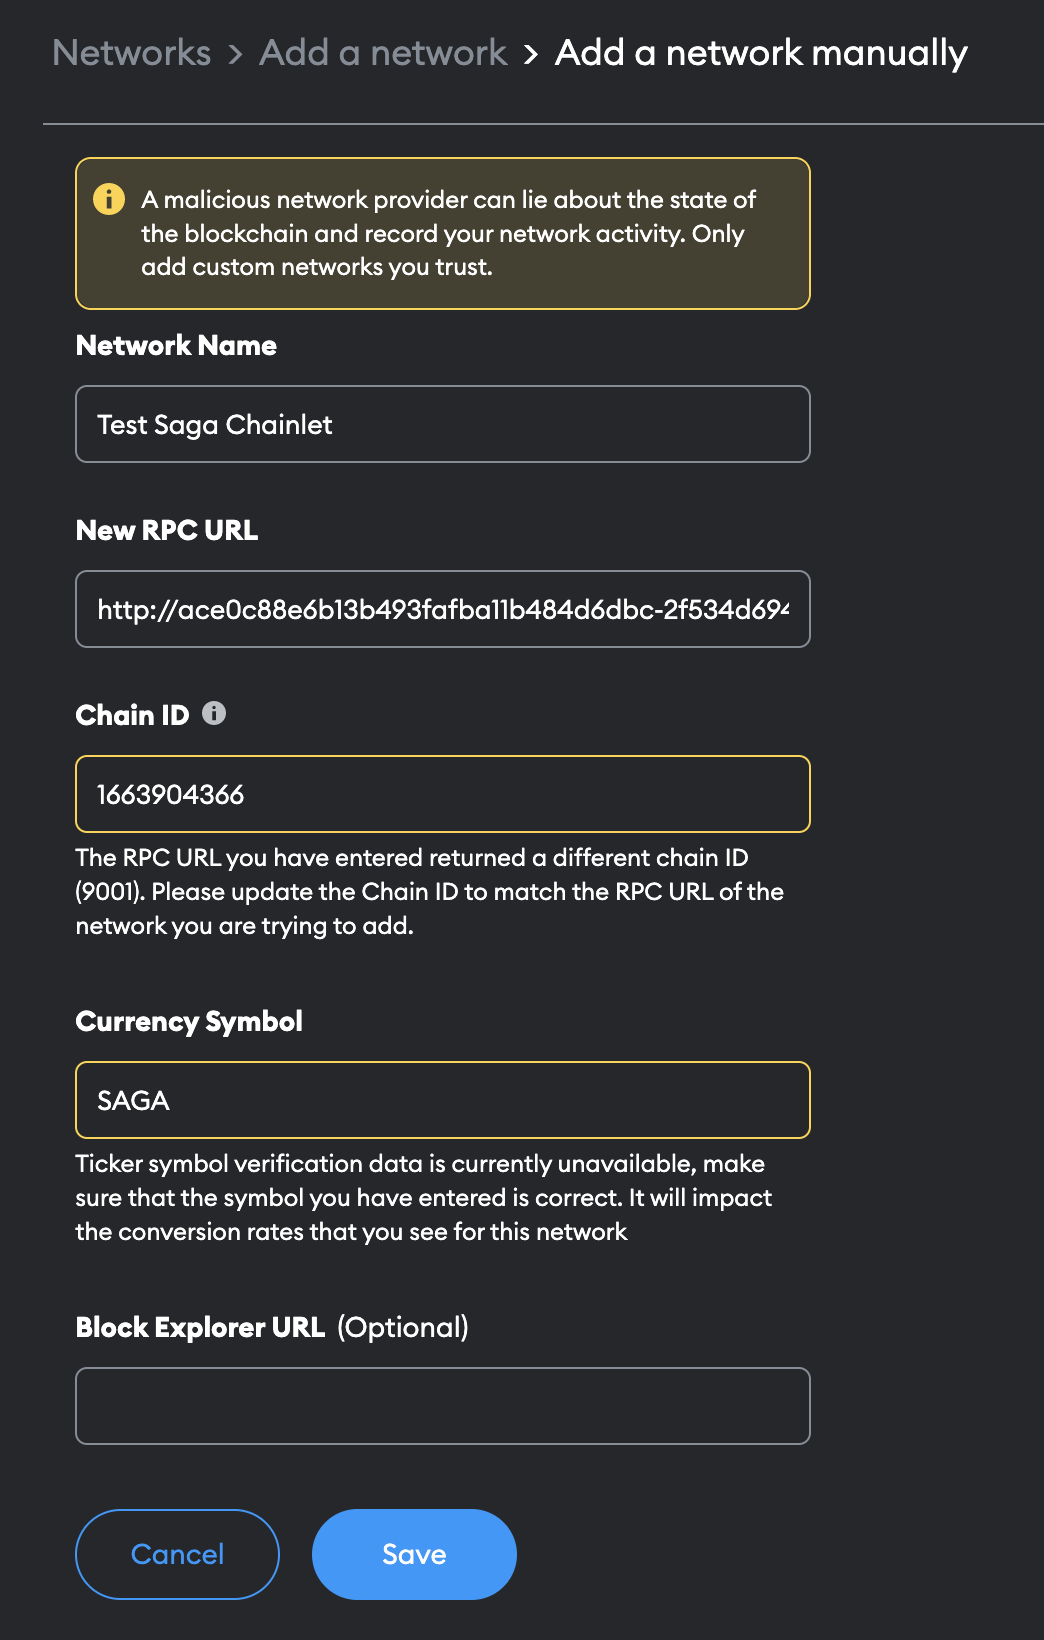 Networks > Add a network > Add a network manually
A malicious network provider can lie about the state of
the blockchain and record your network activity. Only
add custom networks you trust.
Network Name
Test Saga Chainlet
New RPC URL
http://ace0c88e6b13b493fafba11b484d6dbc-2f534d694
Chain ID
1663904366
The RPC URL you have entered returned a different chain ID
(9001). Please update the Chain ID to match the RPC URL of the
network you are trying to add.
Currency Symbol
SAGA
Ticker symbol verification data is currently unavailable, make
sure that the symbol you have entered is correct. It will impact
the conversion rates that you see for this network
Block Explorer URL (Optional)
Cancel Save